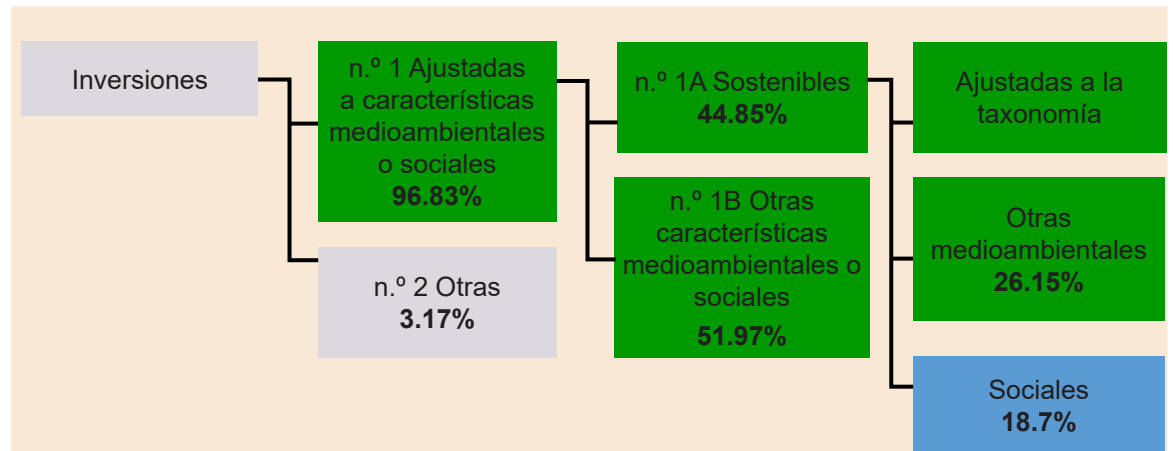 Inversiones
n.º 1 Ajustadas
a características
medioambientales
o sociales
96.83%
n.º 2 Otras
3.17%
n.º 1A Sostenibles
44.85%
n.º 1B Otras
características
medioambientales o
sociales
51.97%
Ajustadas a la
taxonomía
Otras
medioambientales
26.15%
Sociales
18.7%